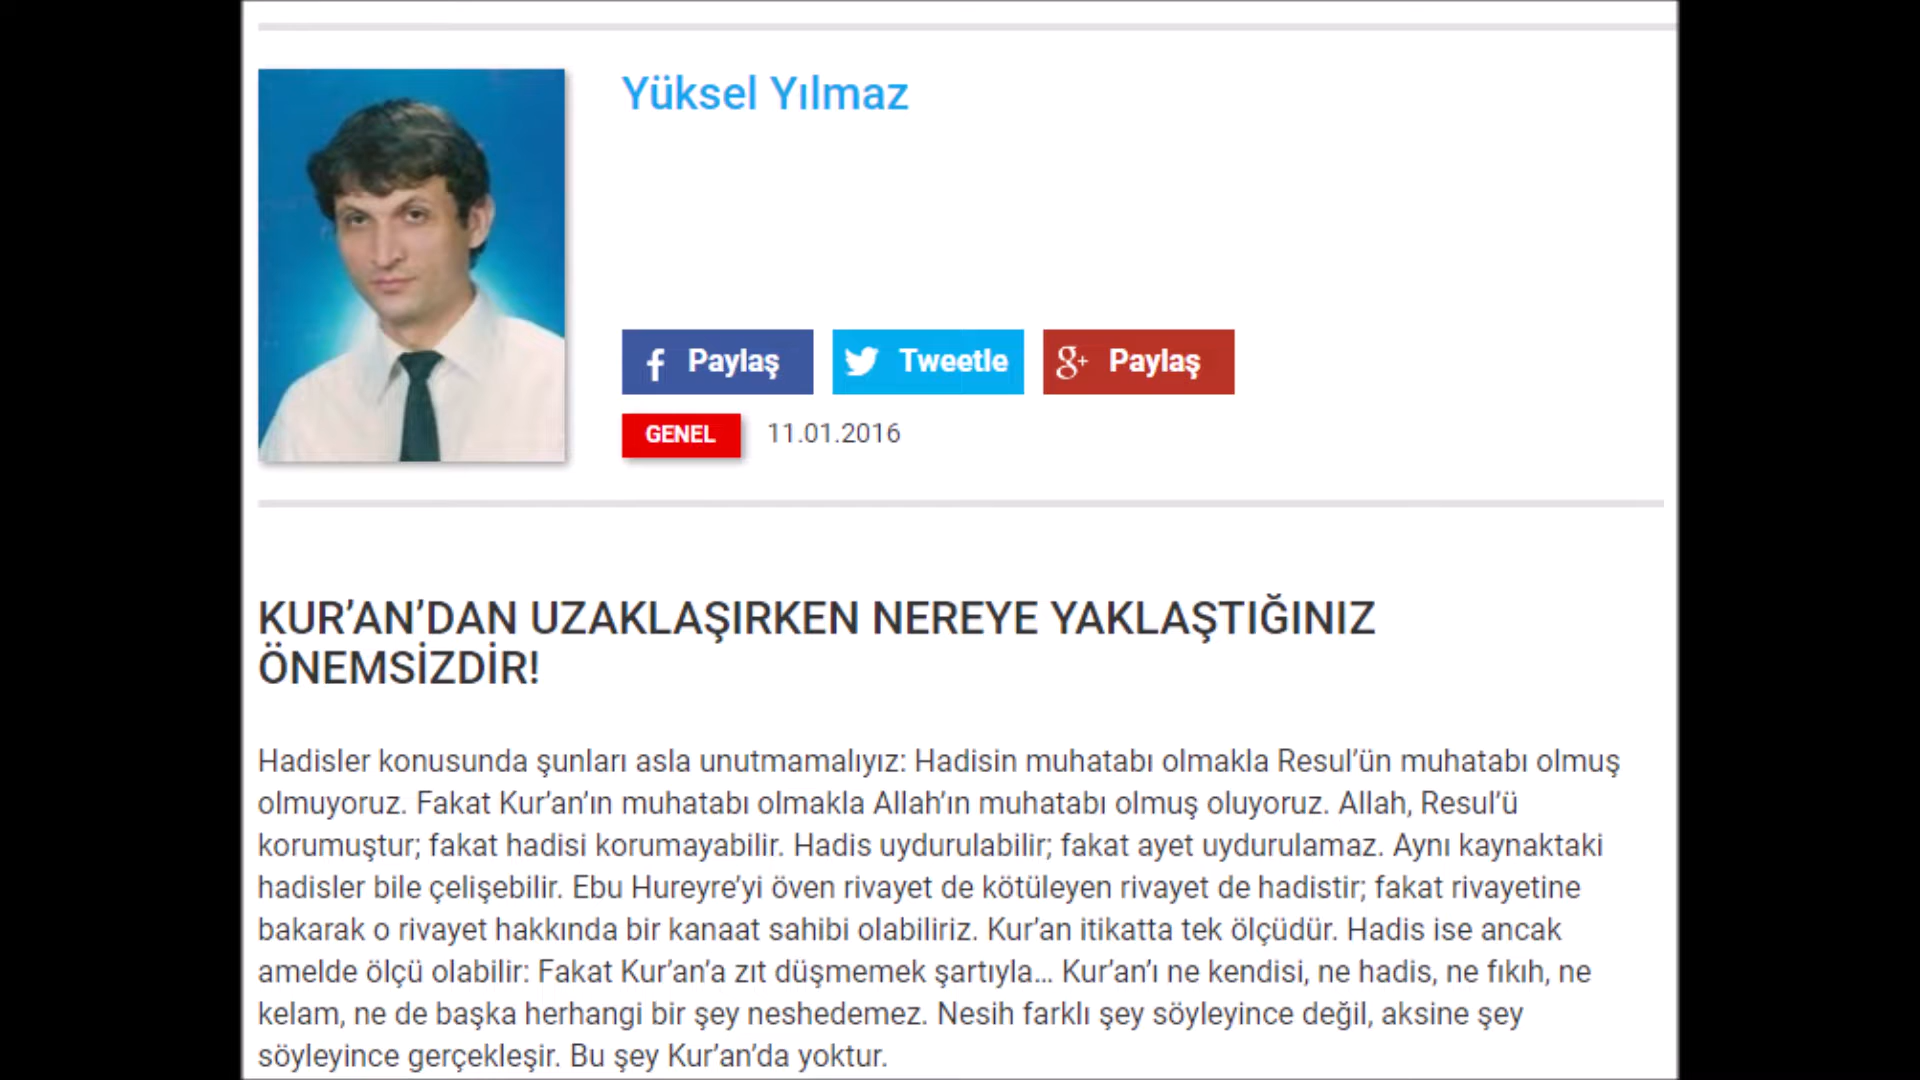 Yüksel Yılmaz
Paylaş
Tweetle
Paylaş
GENEL
11.01.2016
KUR’AN’DAN UZAKLAŞIRKEN NEREYE YAKLAŞTIĞINIZ
ÖNEMSİZDİR!
Hadisler konusunda şunları asla unutmamalıyız: Hadisin muhatabı olmakla Resul’ün muhatabı olmuş
olmuyoruz. Fakat Kur’an’ın muhatabı olmakla Allah’ın muhatabı olmuş oluyoruz. Allah, Resul’ü
korumuştur; fakat hadisi korumayabilir. Hadis uydurulabilir; fakat ayet uydurulamaz. Aynı kaynaktaki
hadisler bile çelişebilir. Ebu Hureyre’yi öven rivayet de kötüleyen rivayet de hadistir; fakat rivayetine
bakarak o rivayet hakkında bir kanaat sahibi olabiliriz. Kur’an itikatta tek ölçüdür. Hadis ise ancak
amelde ölçü olabilir: Fakat Kur’an’a zıt düşmemek şartıyla… Kur’an’ı ne kendisi, ne hadis, ne fıkıh, ne
kelam, ne de başka herhangi bir şey neshedemez. Nesih farklı şey söyleyince değil, aksine şey
söyleyince gerçekleşir. Bu şey Kur’an’da yoktur.